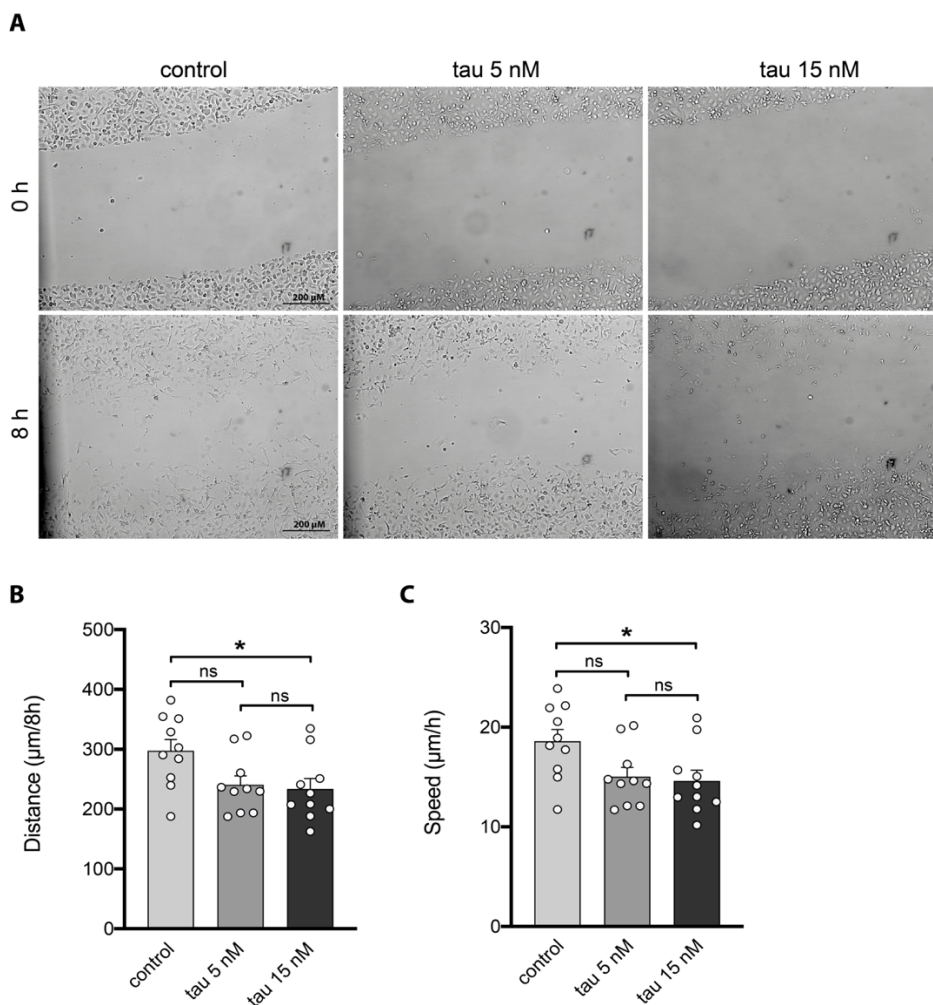 A
control tau 5 nM tau 15 nM
0 h
200 µM
8 h
200 µM
B
500
400
300
200
100
0
Distance (µm/8h)
*
ns
ns
control
tau 5 nM
tau 15 nM
C
30
20
10
0
Speed (µm/h)
*
ns
ns
control
tau 5 nM
tau 15 nM